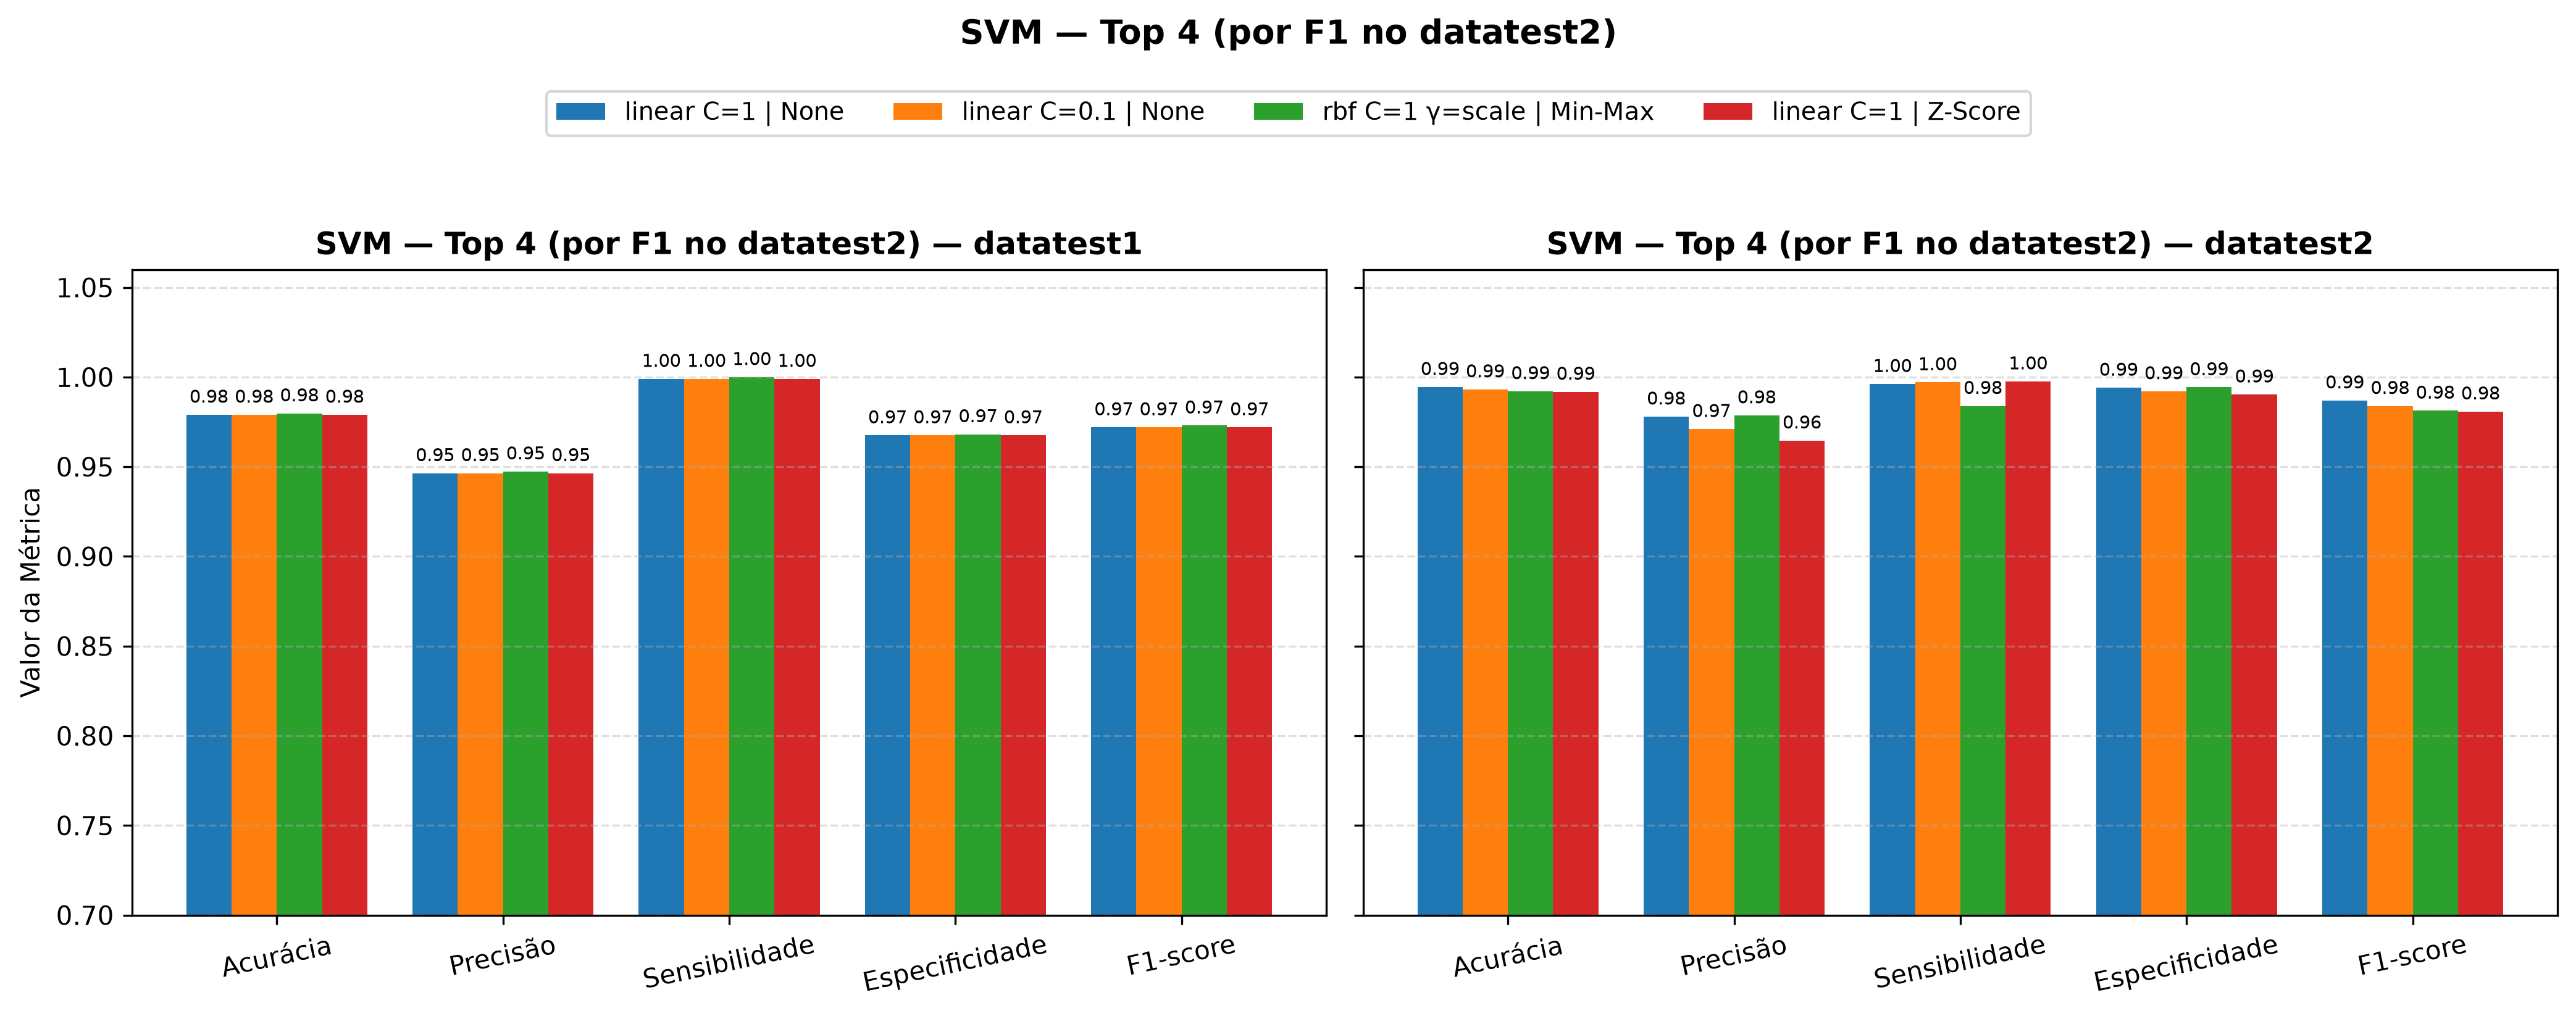 SVM — Top 4 (por F1 no datatest2)
linear C=1 | None linear C=0.1 | None rbf C=1 γ=scale | Min-Max linear C=1 | Z-Score
SVM — Top 4 (por F1 no datatest2) — datatest1
Valor da Métrica
1.05
1.00
0.95
0.90
0.85
0.80
0.75
0.70
0.98 0.98 0.98 0.98
0.95 0.95 0.95 0.95
1.00 1.00 1.00 1.00
0.97 0.97 0.97 0.97
0.97 0.97 0.97 0.97
Acurácia Precisão Sensibilidade Especificidade F1-score
SVM — Top 4 (por F1 no datatest2) — datatest2
0.99 0.99 0.99 0.99
0.98 0.97 0.98 0.96
1.00 1.00 0.98 1.00
0.99 0.99 0.99 0.99
0.99 0.98 0.98 0.98
Acurácia Precisão Sensibilidade Especificidade F1-score